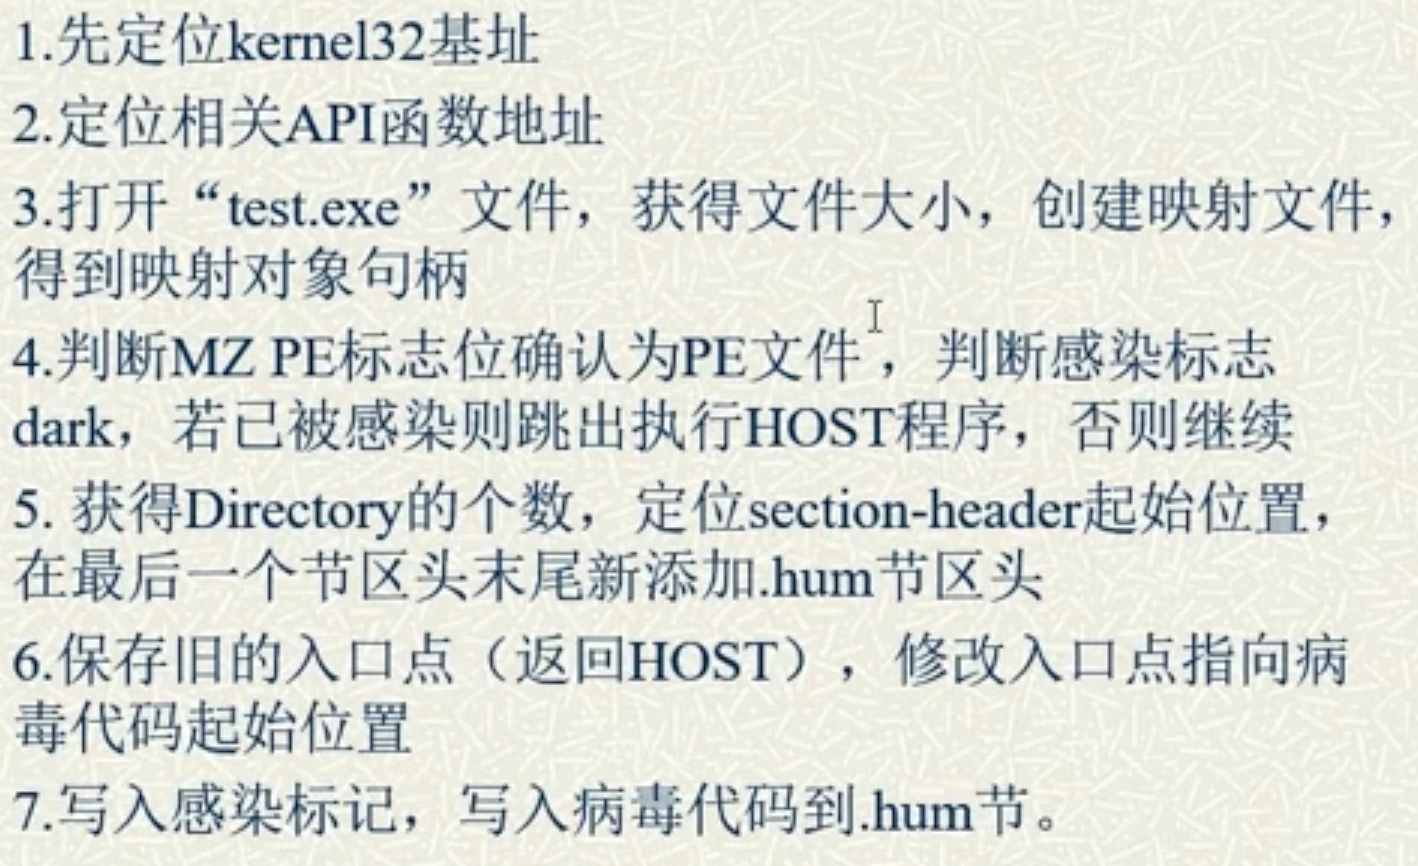 1.先定位kernel32基址
2.定位相关API函数地址
3.打开“test.exe”文件，获得文件大小，创建映射文件，
得到映射对象句柄
4.判断MZ PE标志位确认为PE文件 ，判断感染标志
dark，若已被感染则跳出执行HOST程序，否则继续
5. 获得Directory的个数，定位section-header起始位置，
在最后一个节区头末尾新添加.hum节区头
6.保存旧的入口点（返回HOST），修改入口点指向病
毒代码起始位置
7.写入感染标记，写入病毒代码到.hum节。